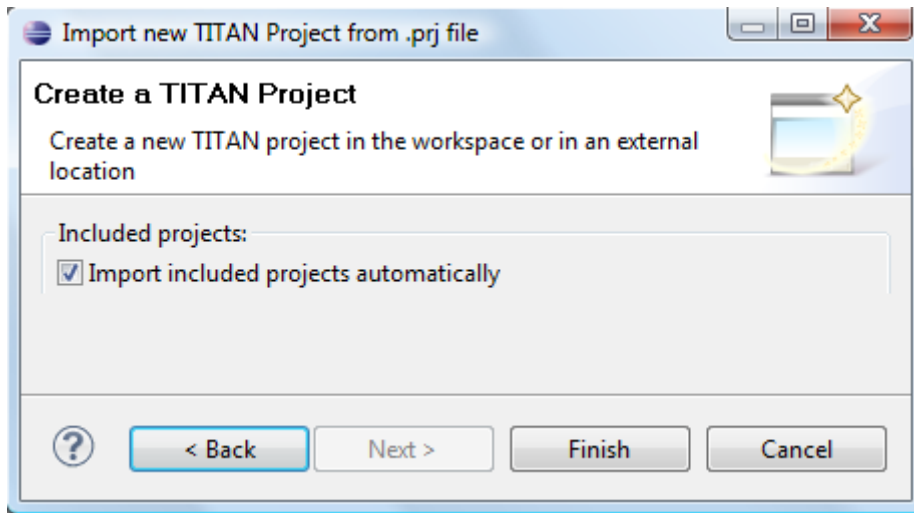 Import new TITAN Project from .prj file
Create a TITAN Project
Create a new TITAN project in the workspace or in an external
location
Included projects:
Import included projects automatically
? < Back Next > Finish Cancel